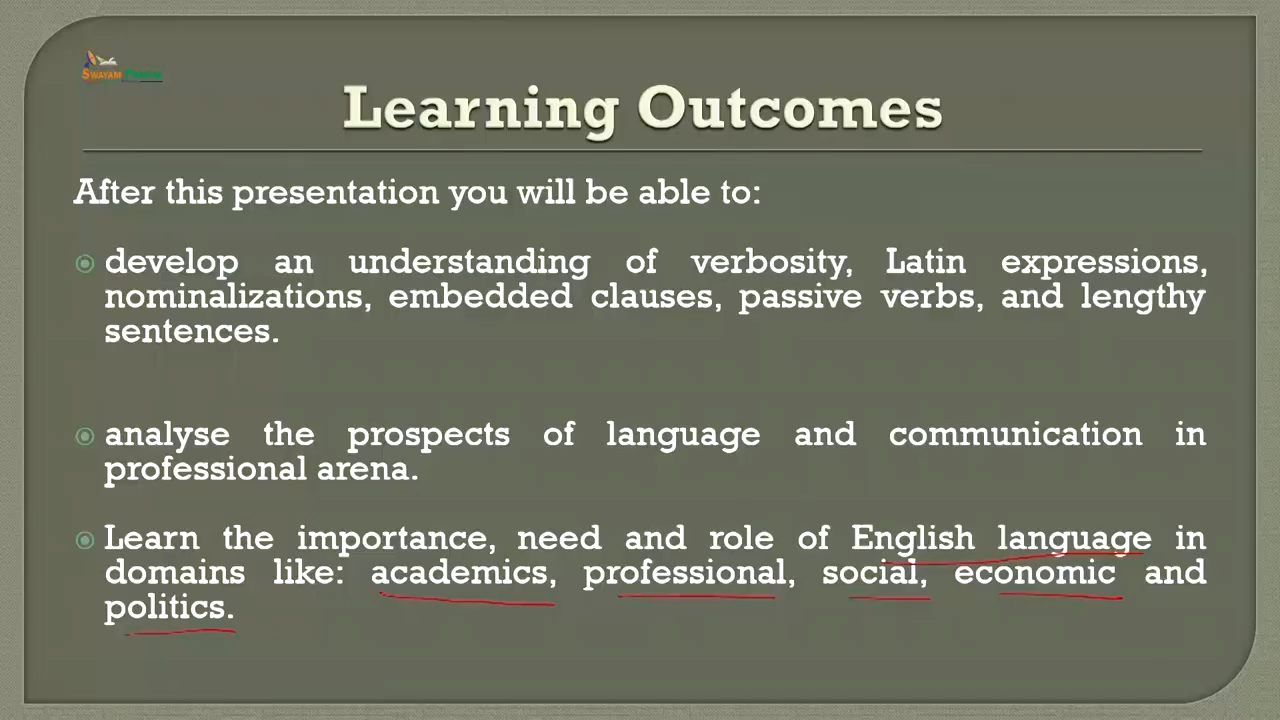 SWAYAM PRABHA
Learning Outcomes
After this presentation you will be able to:
develop an understanding of verbosity, Latin expressions,
nominalizations, embedded clauses, passive verbs, and lengthy
sentences.
analyse the prospects of language and communication in
professional arena.
Learn the importance, need and role of English language in
domains like: academics, professional, social, economic and
politics.